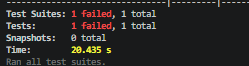 Test Suites: 1 failed, 1 total
Tests: 1 failed, 1 total
Snapshots: 0 total
Time: 20.435 s
Ran all test suites.